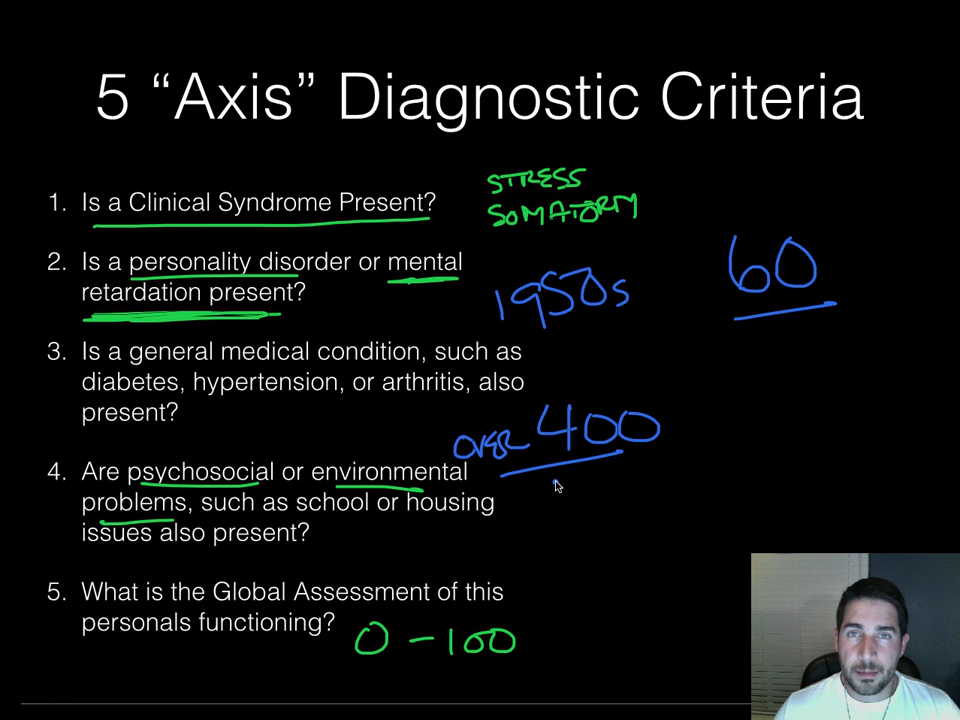 5 “Axis” Diagnostic Criteria
1. Is a Clinical Syndrome Present?
STRESS
SOMATOFORM
2. Is a personality disorder or mental
retardation present?
1950s
60
3. Is a general medical condition, such as
diabetes, hypertension, or arthritis, also
present?
OVER 400
4. Are psychosocial or environmental
problems, such as school or housing
issues also present?
5. What is the Global Assessment of this
personals functioning?
0 - 100